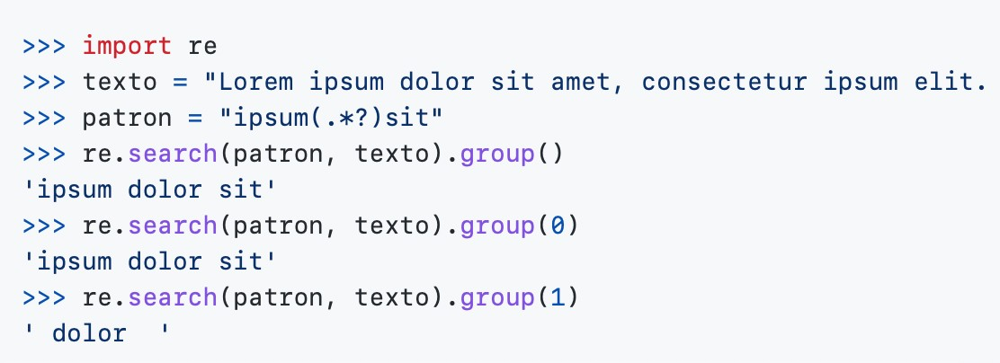 >>> import re
>>> texto = "Lorem ipsum dolor sit amet, consectetur ipsum elit.
>>> patron = "ipsum(.*?)sit"
>>> re.search(patron, texto).group()
'ipsum dolor sit'
>>> re.search(patron, texto).group(0)
'ipsum dolor sit'
>>> re.search(patron, texto).group(1)
' dolor  '